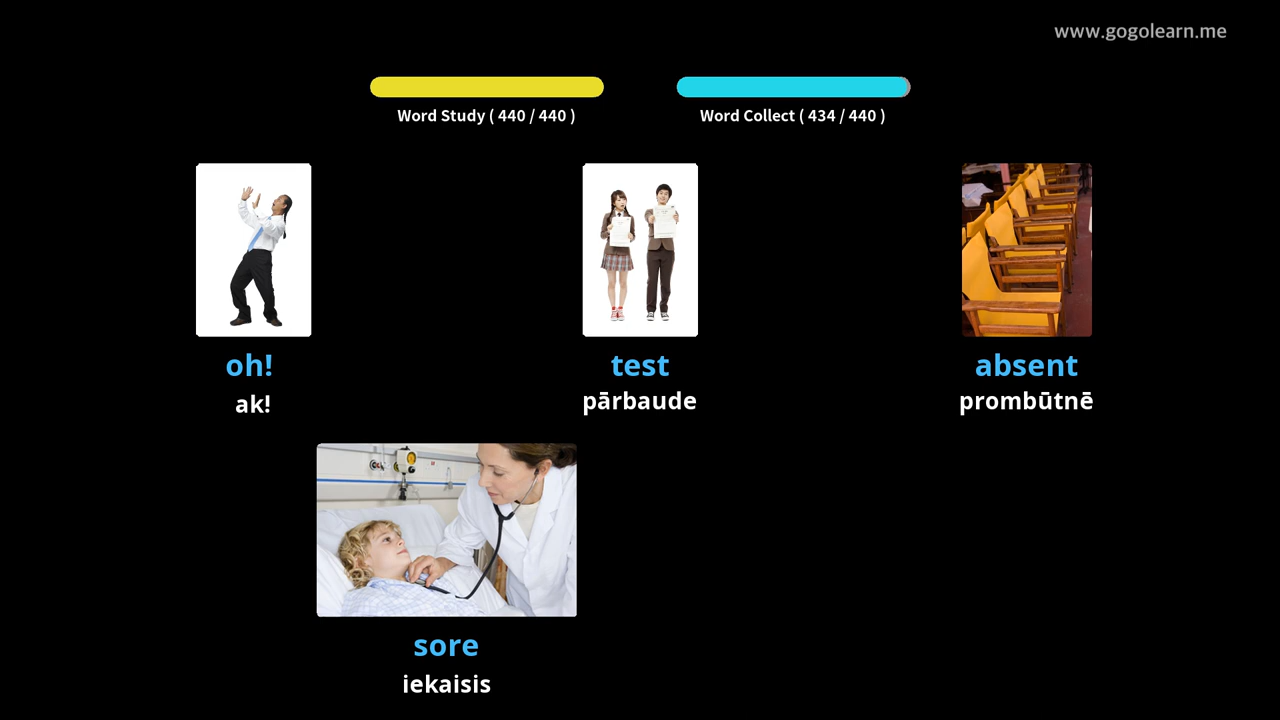 www.gogolearn.me
Word Study ( 440 / 440 )
Word Collect ( 434 / 440 )
oh!
ak!
test
pārbaude
absent
prombūtnē
sore
iekaisis